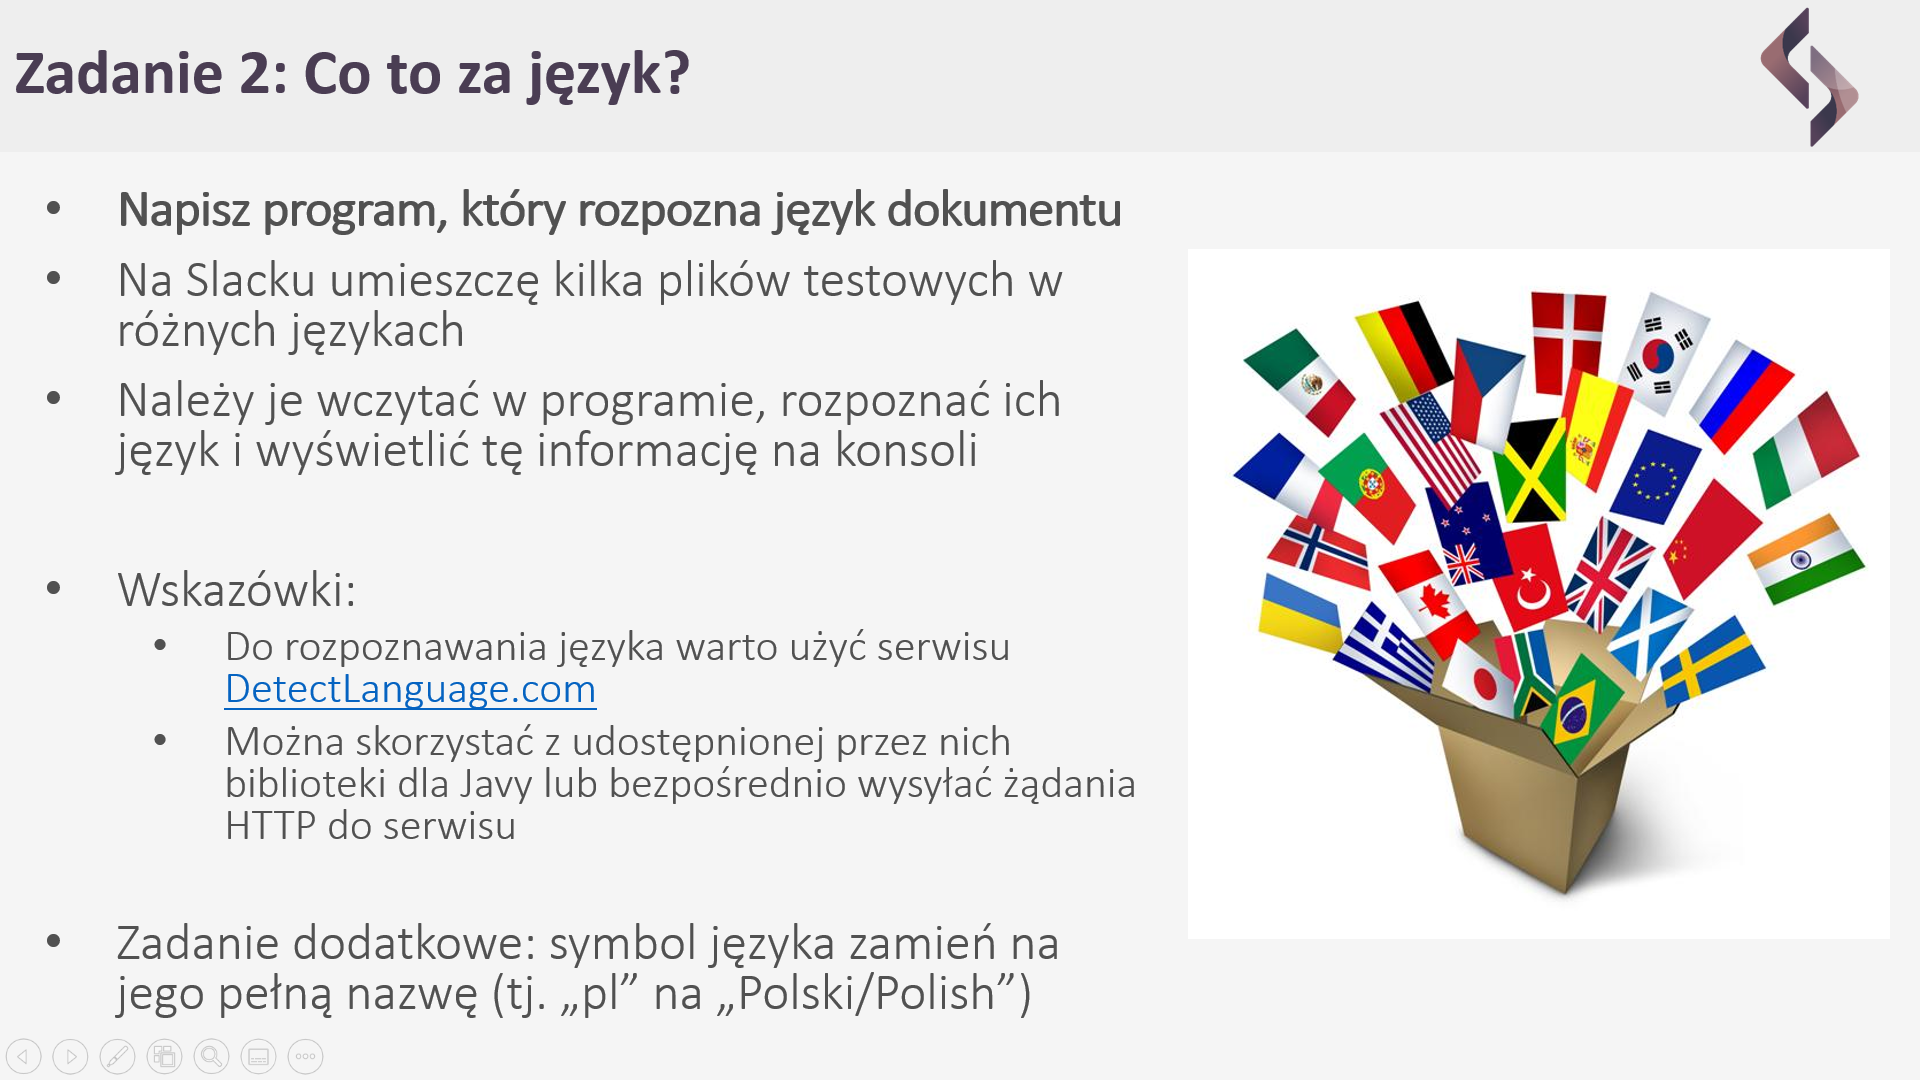 Zadanie 2: Co to za język?
• Napisz program, który rozpozna język dokumentu
• Na Slacku umieszczę kilka plików testowych w
różnych językach
• Należy je wczytać w programie, rozpoznać ich
język i wyświetlić tę informację na konsoli
• Wskazówki:
• Do rozpoznawania języka warto użyć serwisu
DetectLanguage.com
• Można skorzystać z udostępnionej przez nich
biblioteki dla Javy lub bezpośrednio wysyłać żądania
HTTP do serwisu
• Zadanie dodatkowe: symbol języka zamień na
jego pełną nazwę (tj. „pl” na „Polski/Polish”)